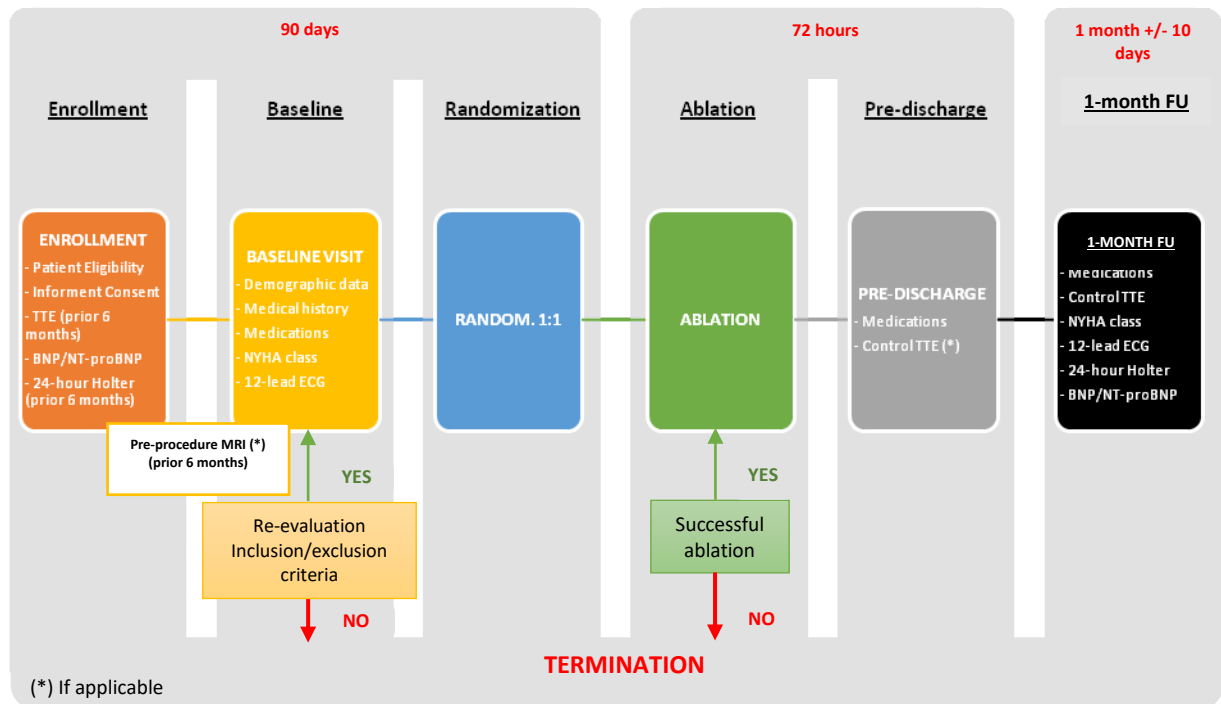 90 days
72 hours
1 month +/- 10
days
Enrollment
Baseline
Randomization
Ablation
Pre-discharge
1-month FU
ENROLLMENT
- Patient Eligibility
- Informent Consent
- TTE (prior 6
months)
- BNP/NT-proBNP
- 24-hour Holter
(prior 6 months)
BASELINE VISIT
- Demographic data
- Medical history
- Medications
- NYHA class
- 12-lead ECG
RANDOM. 1:1
ABLATION
PRE-DISCHARGE
- Medications
- Control TTE (*)
1-MONTH FU
- Medications
- Control TTE
- NYHA class
- 12-lead ECG
- 24-hour Holter
- BNP/NT-proBNP
Pre-procedure MRI (*)
(prior 6 months)
YES
Re-evaluation
Inclusion/exclusion
criteria
NO
YES
Successful
ablation
NO
TERMINATION
(*) If applicable